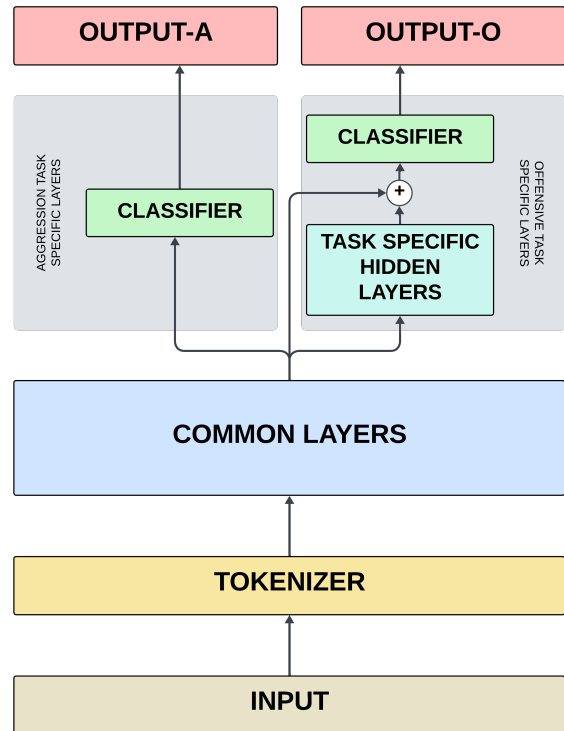 OUTPUT-A
OUTPUT-O
AGGRESSION TASK
SPECIFIC LAYERS
CLASSIFIER
CLASSIFIER
+
TASK SPECIFIC
HIDDEN
LAYERS
OFFENSIVE TASK
SPECIFIC LAYERS
COMMON LAYERS
TOKENIZER
INPUT